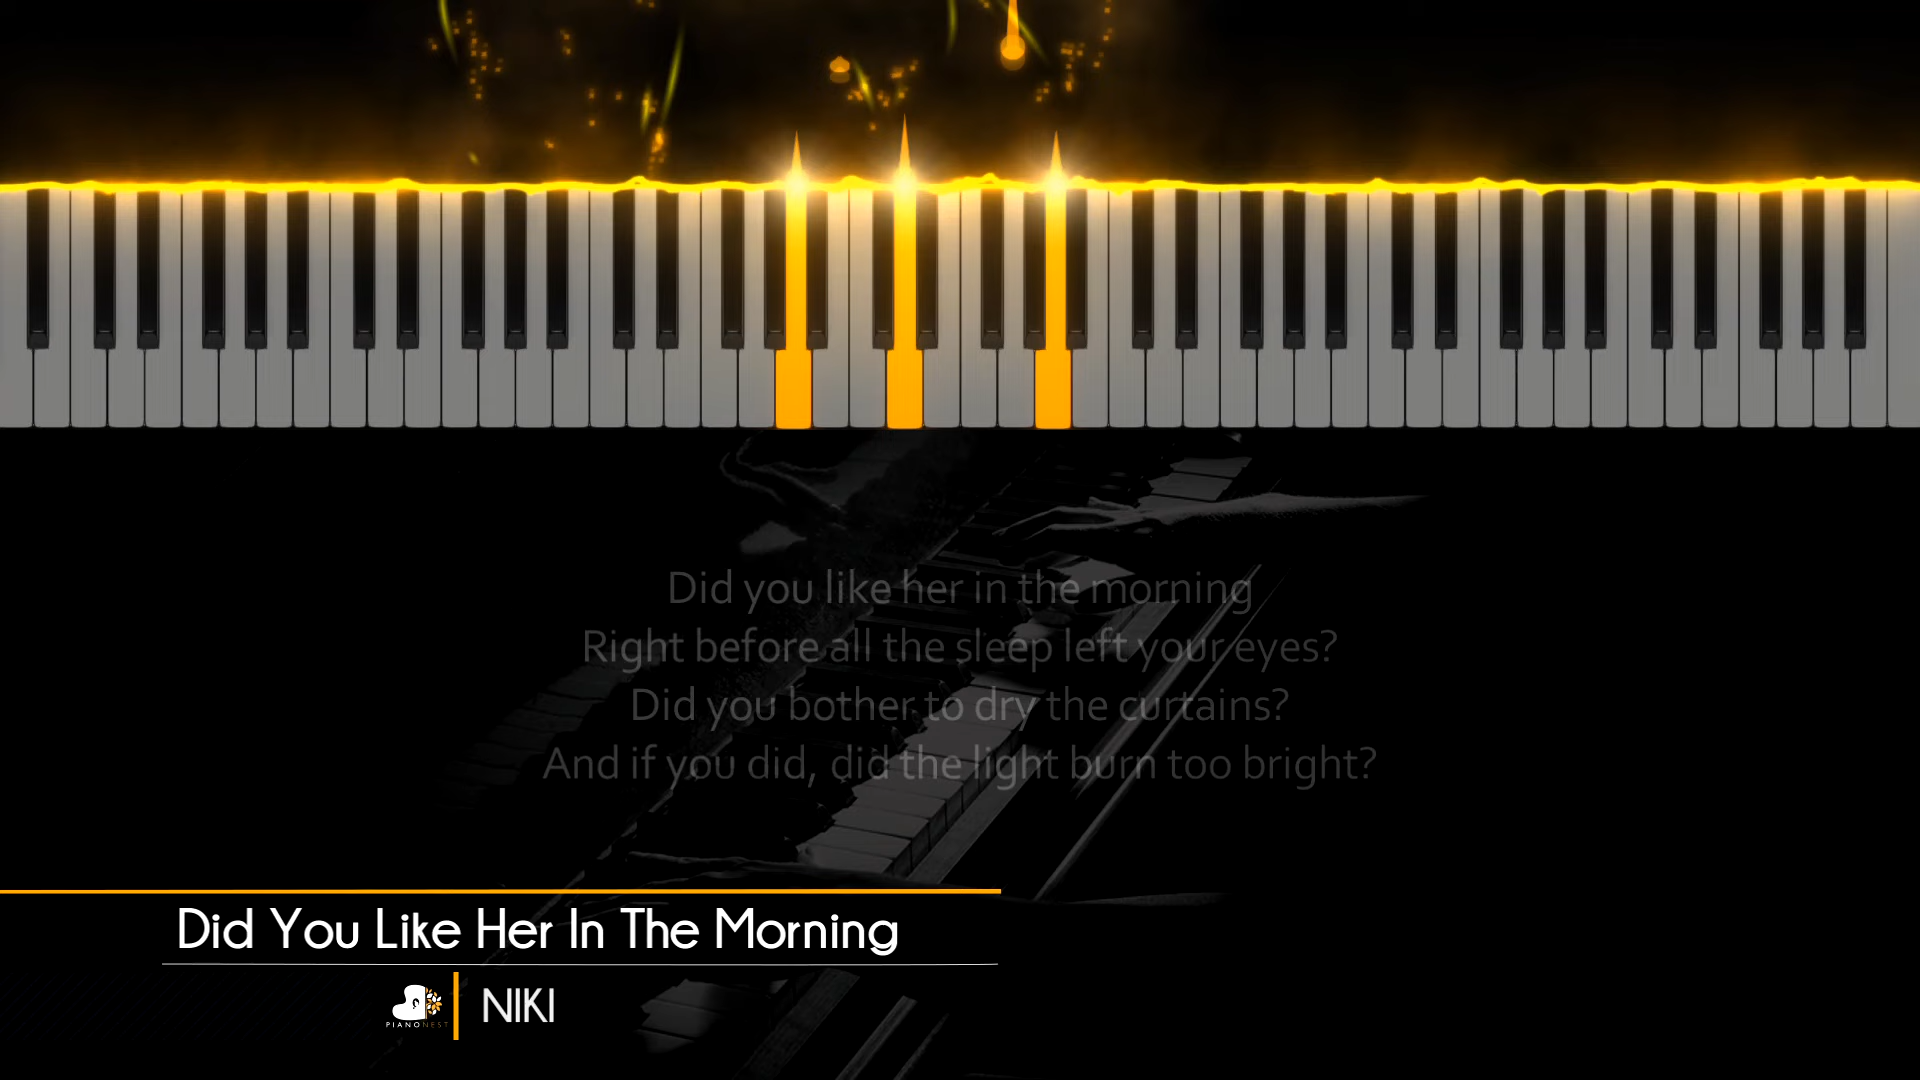 Did you like her in the morning
Right before all the sleep left your eyes?
Did you bother to dry the curtains?
And if you did, did the light burn too bright?
Did You Like Her In The Morning
PIANONEST
NIKI